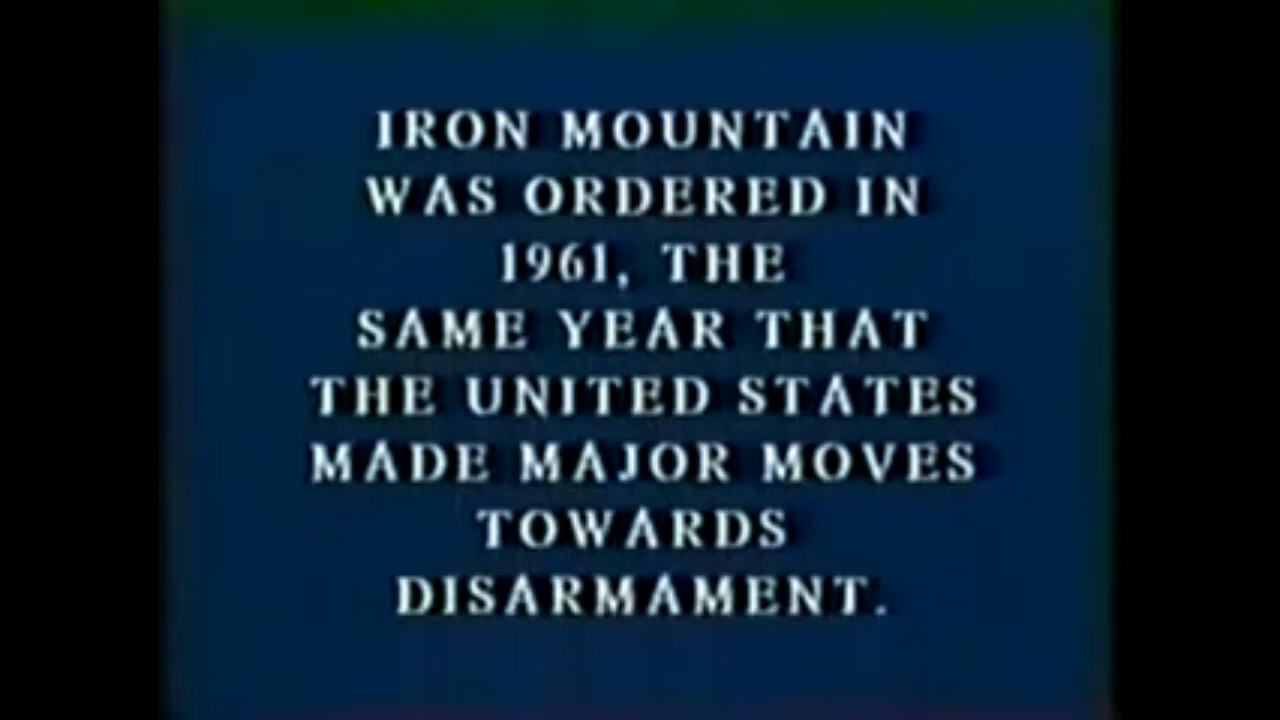 IRON MOUNTAIN
WAS ORDERED IN
1961, THE
SAME YEAR THAT
THE UNITED STATES
MADE MAJOR MOVES
TOWARDS
DISARMAMENT.